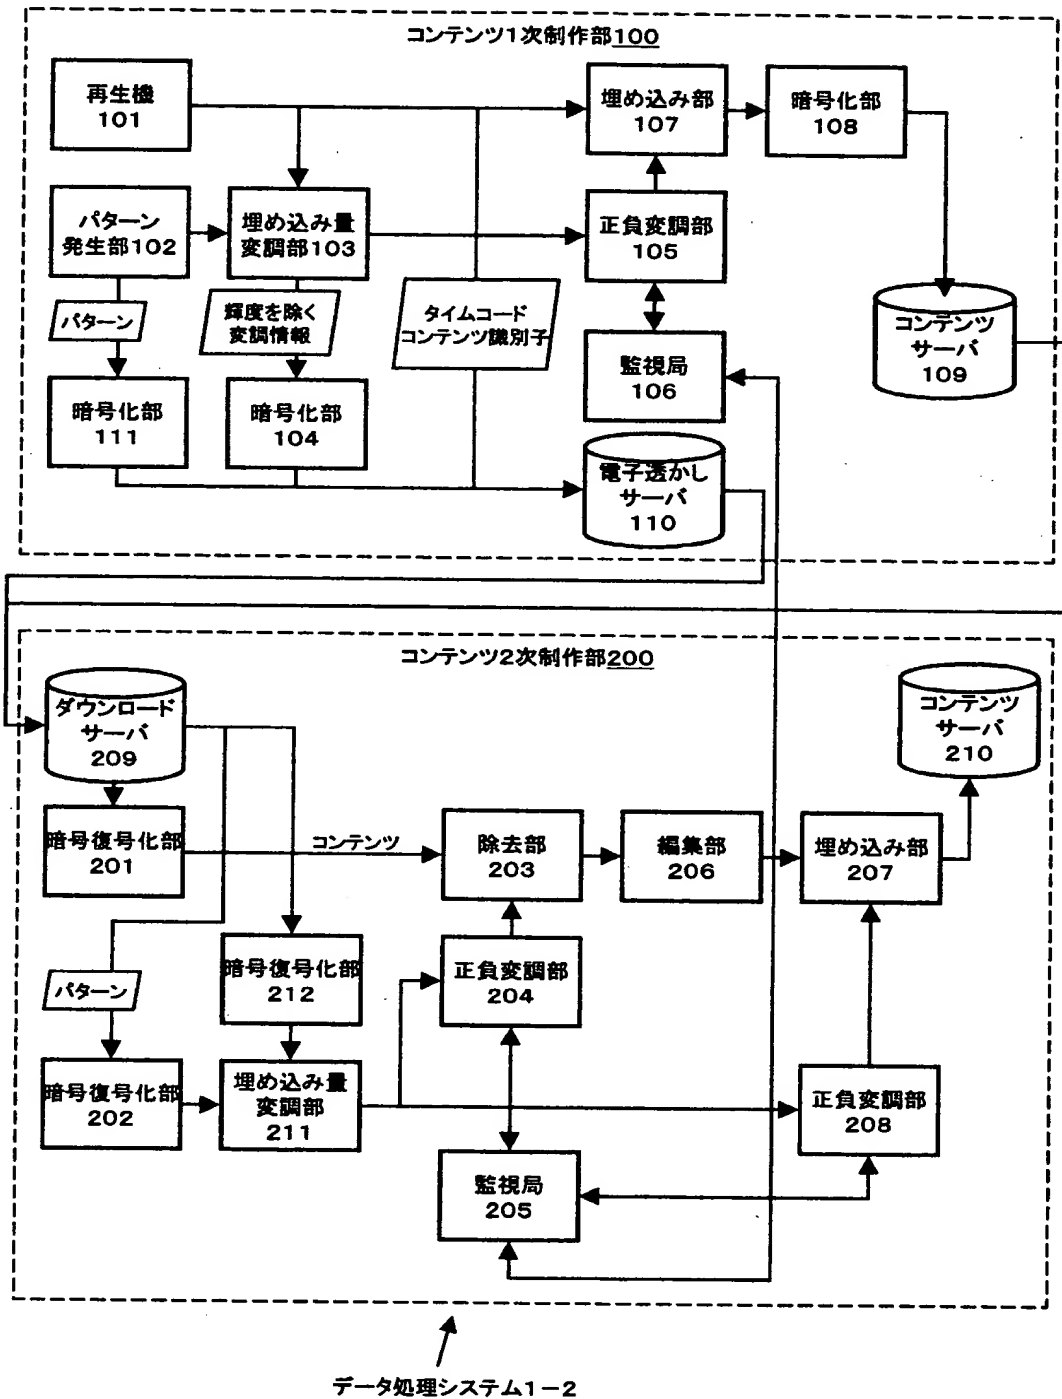 コンテンツ1次制作部100
再生機
101
埋め込み部
107
暗号化部
108
パターン
発生部102
埋め込み量
変調部103
正負変調部
105
パターン
輝度を除く
変調情報
タイムコード
コンテンツ識別子
監視局
106
コンテンツ
サーバ
109
暗号化部
111
暗号化部
104
電子透かし
サーバ
110
コンテンツ2次制作部200
ダウンロード
サーバ
209
コンテンツ
サーバ
210
暗号復号化部
201
コンテンツ
除去部
203
編集部
206
埋め込み部
207
パターン
暗号復号化部
212
正負変調部
204
暗号復号化部
202
埋め込み量
変調部
211
正負変調部
208
監視局
205
データ処理システム1-2